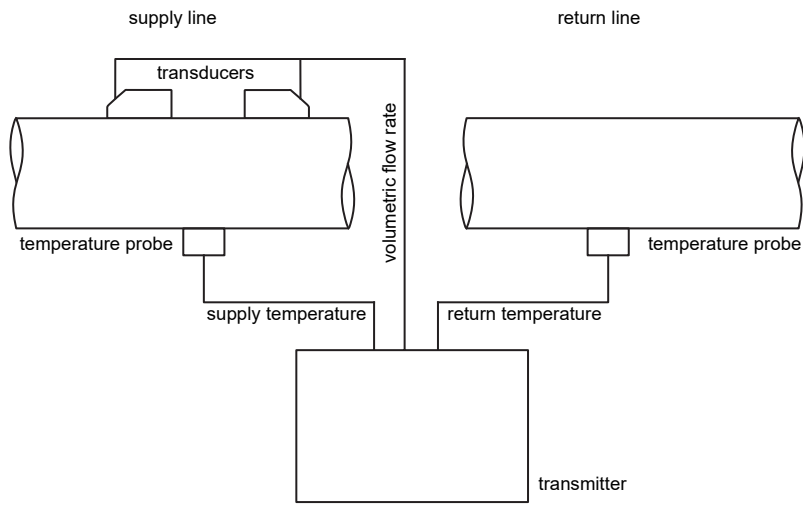 supply line
return line
transducers
volumetric flow rate
temperature probe
temperature probe
supply temperature
return temperature
transmitter